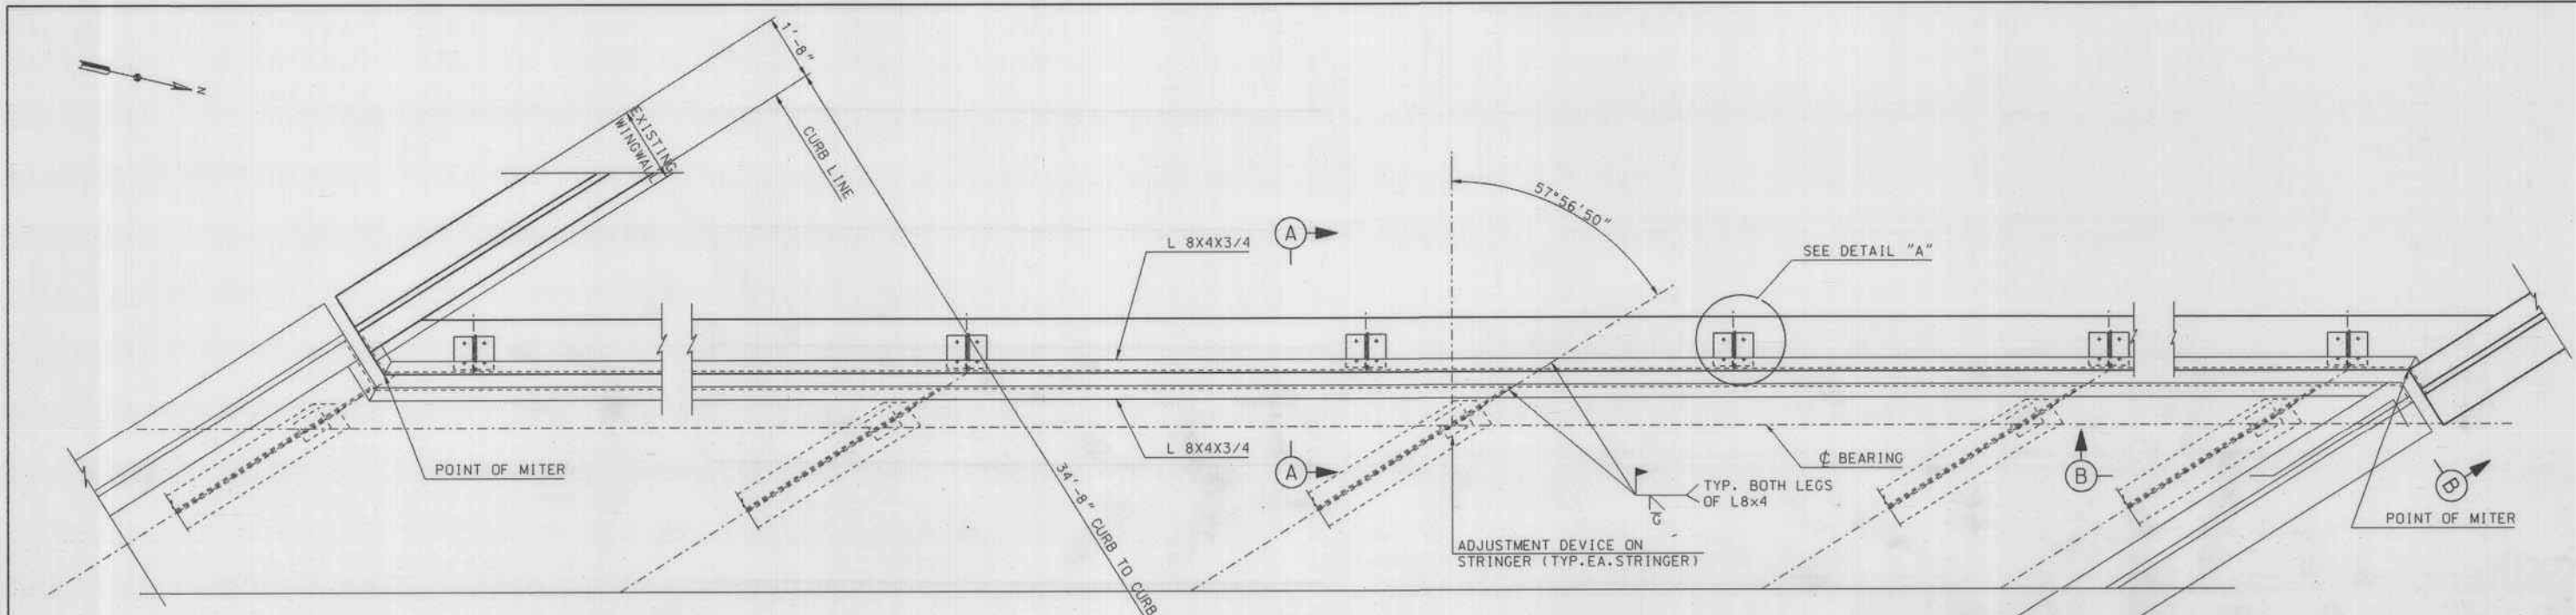 N
1'-8"
EXISTING
WINGWALL
CURB LINE
57°56'50"
L 8X4X3/4
A
SEE DETAIL "A"
POINT OF MITER
L 8X4X3/4
A
34'-8" CURB TO CURB
₵ BEARING
TYP. BOTH LEGS
OF L8x4
G
B
B
POINT OF MITER
ADJUSTMENT DEVICE ON
STRINGER (TYP.EA.STRINGER)